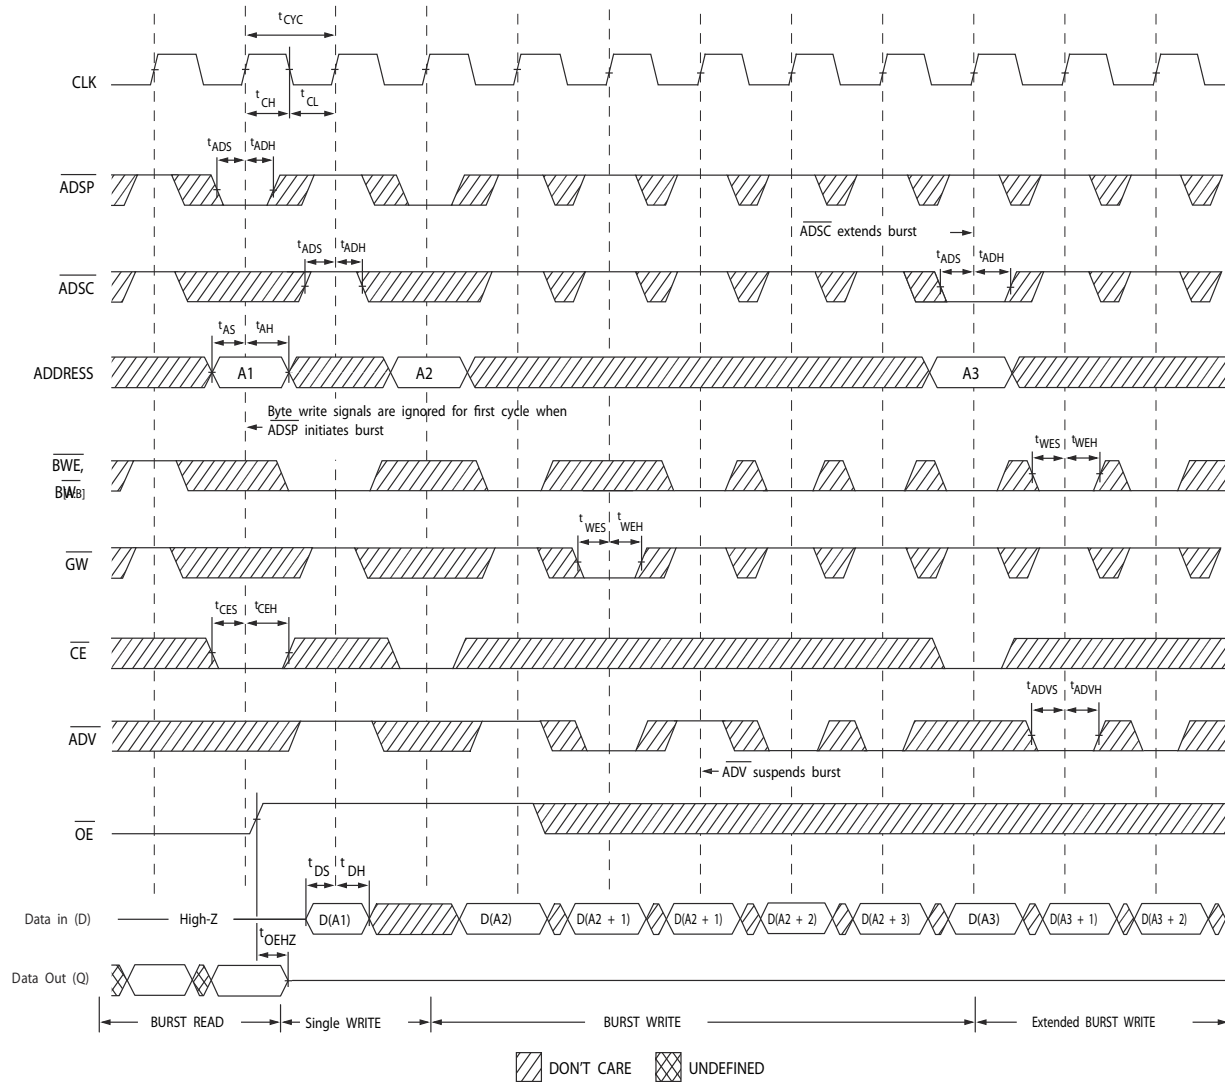 tCYC
CLK
tCH
tCL
tADS
tADH
ADSP
ADSC extends burst
tADS
tADH
tADS
tADH
ADSC
tAS
tAH
ADDRESS
A1
A2
A3
Byte write signals are ignored for first cycle when
ADSP initiates burst
BWE,
BW[A:B]
tWES
tWEH
tWES
tWEH
GW
tCES
tCEH
CE
tADVS
tADVH
ADV
ADV suspends burst
OE
tDS
tDH
Data in (D)
High-Z
D(A1)
D(A2)
D(A2 + 1)
D(A2 + 1)
D(A2 + 2)
D(A2 + 3)
D(A3)
D(A3 + 1)
D(A3 + 2)
tOEHZ
Data Out (Q)
BURST READ
Single WRITE
BURST WRITE
Extended BURST WRITE
DON'T CARE
UNDEFINED